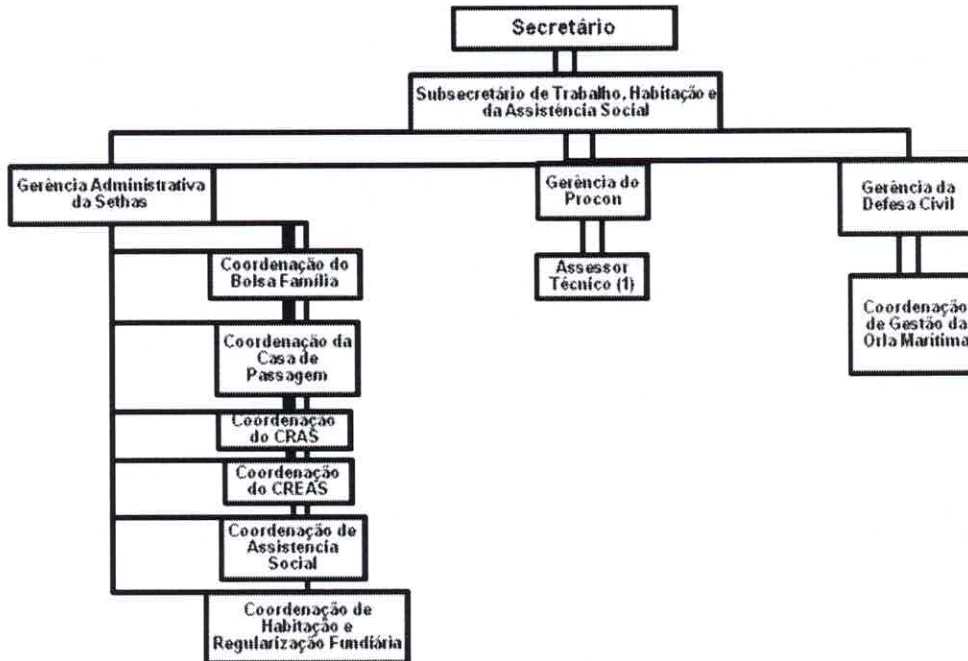 Secretário
Subsecretário de Trabalho, Habitação e
da Assistência Social
Gerência Administrativa
da Sethas
Gerência do
Procon
Gerência da
Defesa Civil
Coordenação do
Bolsa Família
Assessor
Técnico (1)
Coordenação
de Gestão da
Orla Marítima
Coordenação da
Casa de
Passagem
Coordenação
do CRAS
Coordenação
do CREAS
Coordenação de
Assistencia
Social
Coordenação de
Habitação e
Regularização Fundiária